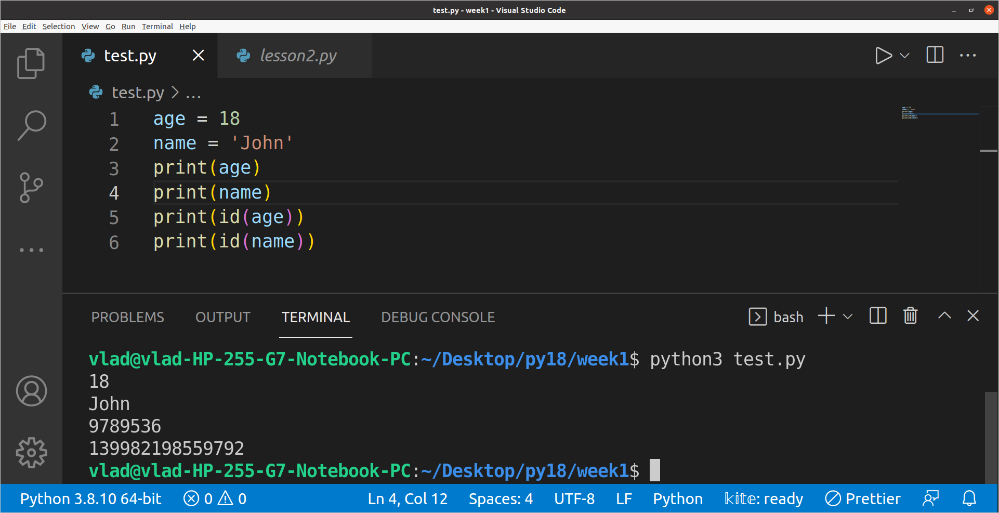 test.py - week1 - Visual Studio Code
File Edit Selection View Go Run Terminal Help
test.py lesson2.py
test.py > ...
1 age = 18
2 name = 'John'
3 print(age)
4 print(name)
5 print(id(age))
6 print(id(name))
PROBLEMS OUTPUT TERMINAL DEBUG CONSOLE bash
vlad@vlad-HP-255-G7-Notebook-PC:~/Desktop/py18/week1$ python3 test.py
18
John
9789536
139982198559792
vlad@vlad-HP-255-G7-Notebook-PC:~/Desktop/py18/week1$
Python 3.8.10 64-bit 0 0 Ln 4, Col 12 Spaces: 4 UTF-8 LF Python kite: ready Prettier